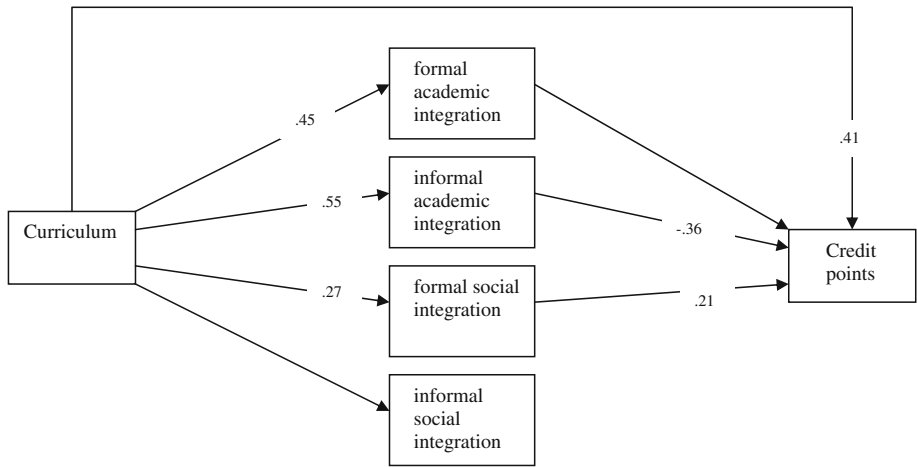 formal
academic
integration
.45
.41
informal
academic
integration
.55
-.36
Curriculum
Credit
points
formal social
integration
.27
.21
informal
social
integration